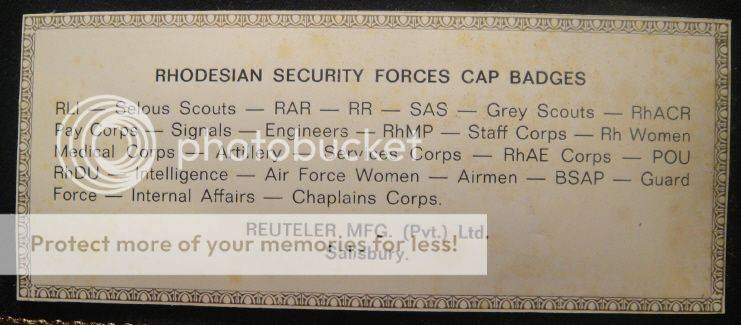 RHODESIAN SECURITY FORCES CAP BADGES
RLI — Selous Scouts — RAR — RR — SAS — Grey Scouts — RhACR
Pay Corps — Signals — Engineers — RhMP — Staff Corps — Rh Women
Medical Corps — Artillery — Services Corps — RhAE Corps — POU
RhDU — Intelligence — Air Force Women — Airmen — BSAP — Guard
Force — Internal Affairs — Chaplains Corps.
photobucket
REUTELER MFG. (Pvt.) Ltd.
Protect more of your memories for less!
Salisbury.